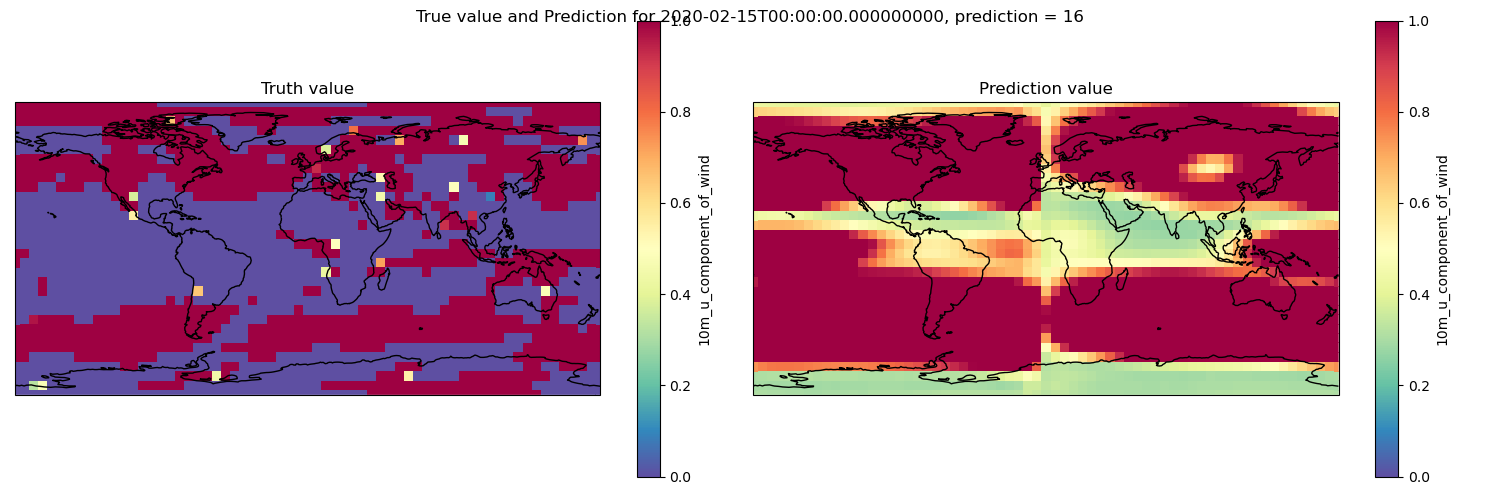 True value and Prediction for 2020-02-15T00:00:00.000000000, prediction = 16
Truth value
1.0
0.8
0.6
0.4
0.2
0.0
10m_u_component_of_wind
Prediction value
1.0
0.8
0.6
0.4
0.2
0.0
10m_u_component_of_wind